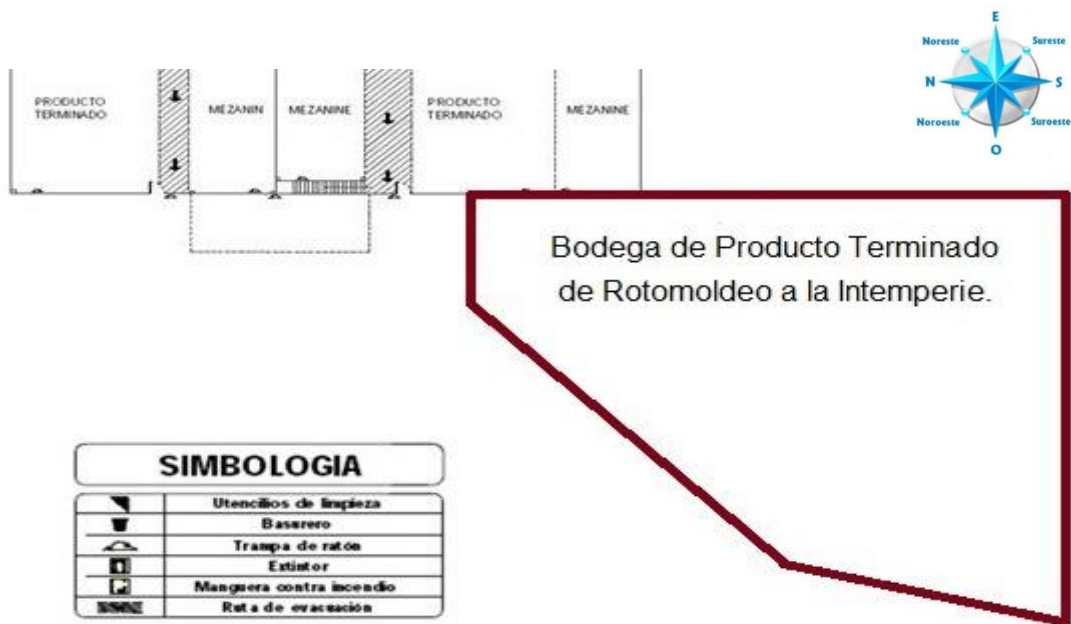 E
Noreste
Sureste
N
S
Noroeste
Suroeste
O
PRODUCTO
TERMINADO
MEZANIN
MEZANINE
PRODUCTO
TERMINADO
MEZANINE
Bodega de Producto Terminado
de Rotomoldeo a la Intemperie.
SIMBOLOGIA
Utencilios de limpieza
Basurero
Trampa de ratón
Extintor
Manguera contra incendio
Ruta de evacuación